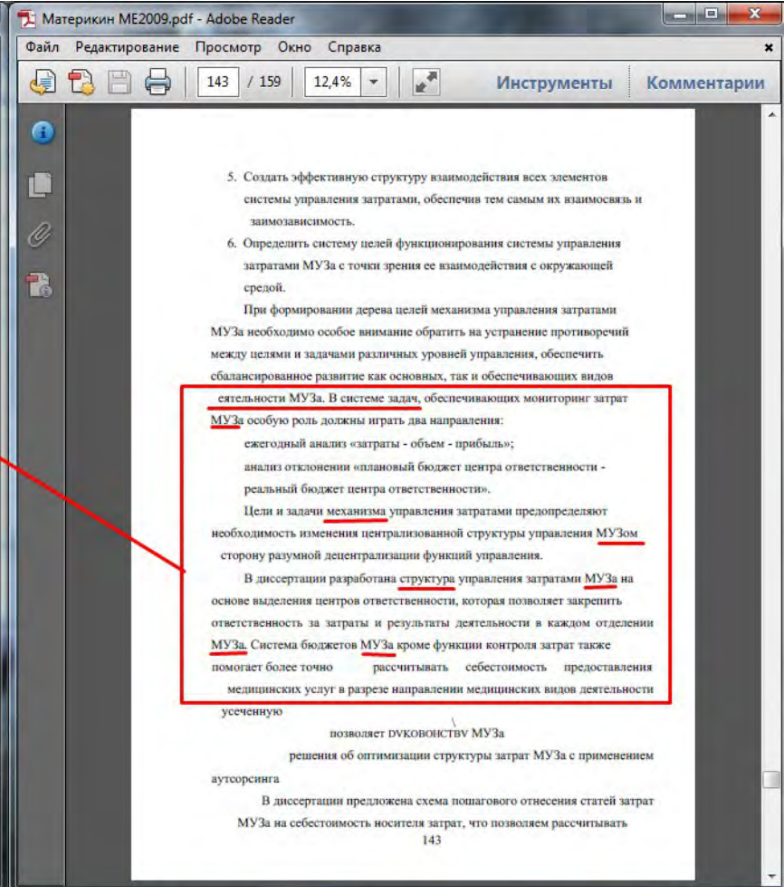 Материкин МЕ2009.pdf - Adobe Reader
Файл Редактирование Просмотр Окно Справка
143 / 159 12,4% Инструменты Комментарии
5. Создать эффективную структуру взаимодействия всех элементов
системы управления затратами, обеспечив тем самым их взаимосвязь и
заимозависимость.
6. Определить систему целей функционирования системы управления
затратами МУЗа с точки зрения ее взаимодействия с окружающей
средой.
При формировании дерева целей механизма управления затратами
МУЗа необходимо особое внимание обратить на устранение противоречий
между целями и задачами различных уровней управления, обеспечить
сбалансированное развитие как основных, так и обеспечивающих видов
еятельности МУЗа. В системе задач, обеспечивающих мониторинг затрат
МУЗа особую роль должны играть два направления:
ежегодный анализ «затраты - объем - прибыль»;
анализ отклонении «плановый бюджет центра ответственности -
реальный бюджет центра ответственности».
Цели и задачи механизма управления затратами предопределяют
необходимость изменения централизованной структуры управления МУЗом
сторону разумной децентрализации функций управления.
В диссертации разработана структура управления затратами МУЗа на
основе выделения центров ответственности, которая позволяет закрепить
ответственность за затраты и результаты деятельности в каждом отделении
МУЗа. Система бюджетов МУЗа кроме функции контроля затрат также
помогает более точно рассчитывать себестоимость предоставления
медицинских услуг в разрезе направлении медицинских видов деятельности
усеченную
\
позволяет DVКОВОИСТВV МУЗа
решения об оптимизации структуры затрат МУЗа с применением
аутсорсинга
В диссертации предложена схема пошагового отнесения статей затрат
МУЗа на себестоимость носителя затрат, что позволяем рассчитывать
143